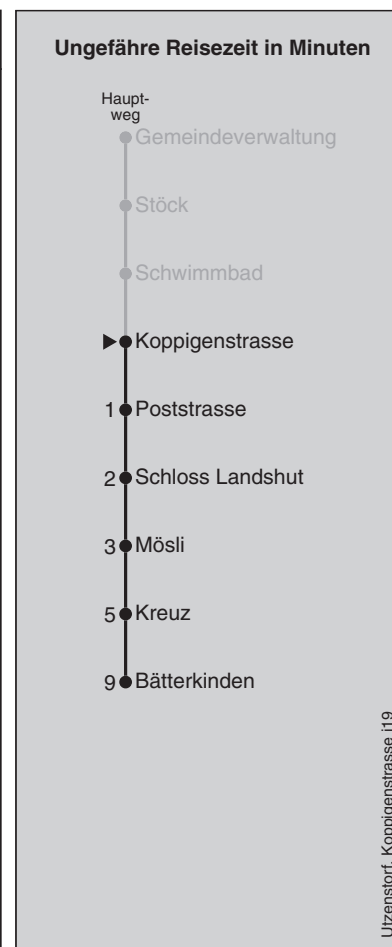 Ungefähre Reisezeit in Minuten
Haupt-
weg
Gemeindeverwaltung
Stöck
Schwimmbad
Koppigenstrasse
1 Poststrasse
2 Schloss Landshut
3 Mösli
5 Kreuz
9 Bätterkinden
Utzenstorf, Koppigenstrasse j19